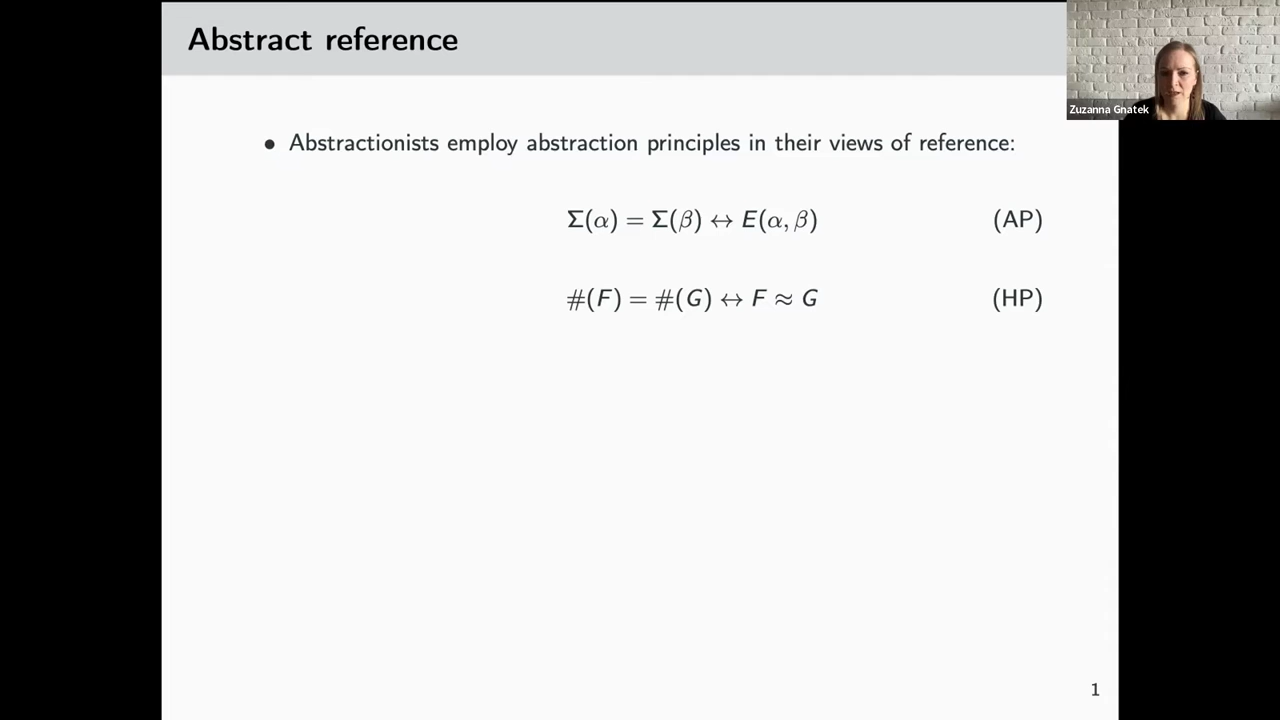 Abstract reference
Zuzanna Gnatek
• Abstractionists employ abstraction principles in their views of reference:
Σ(α) = Σ(β) ↔ E(α, β) (AP)
#(F) = #(G) ↔ F ≈ G (HP)
1